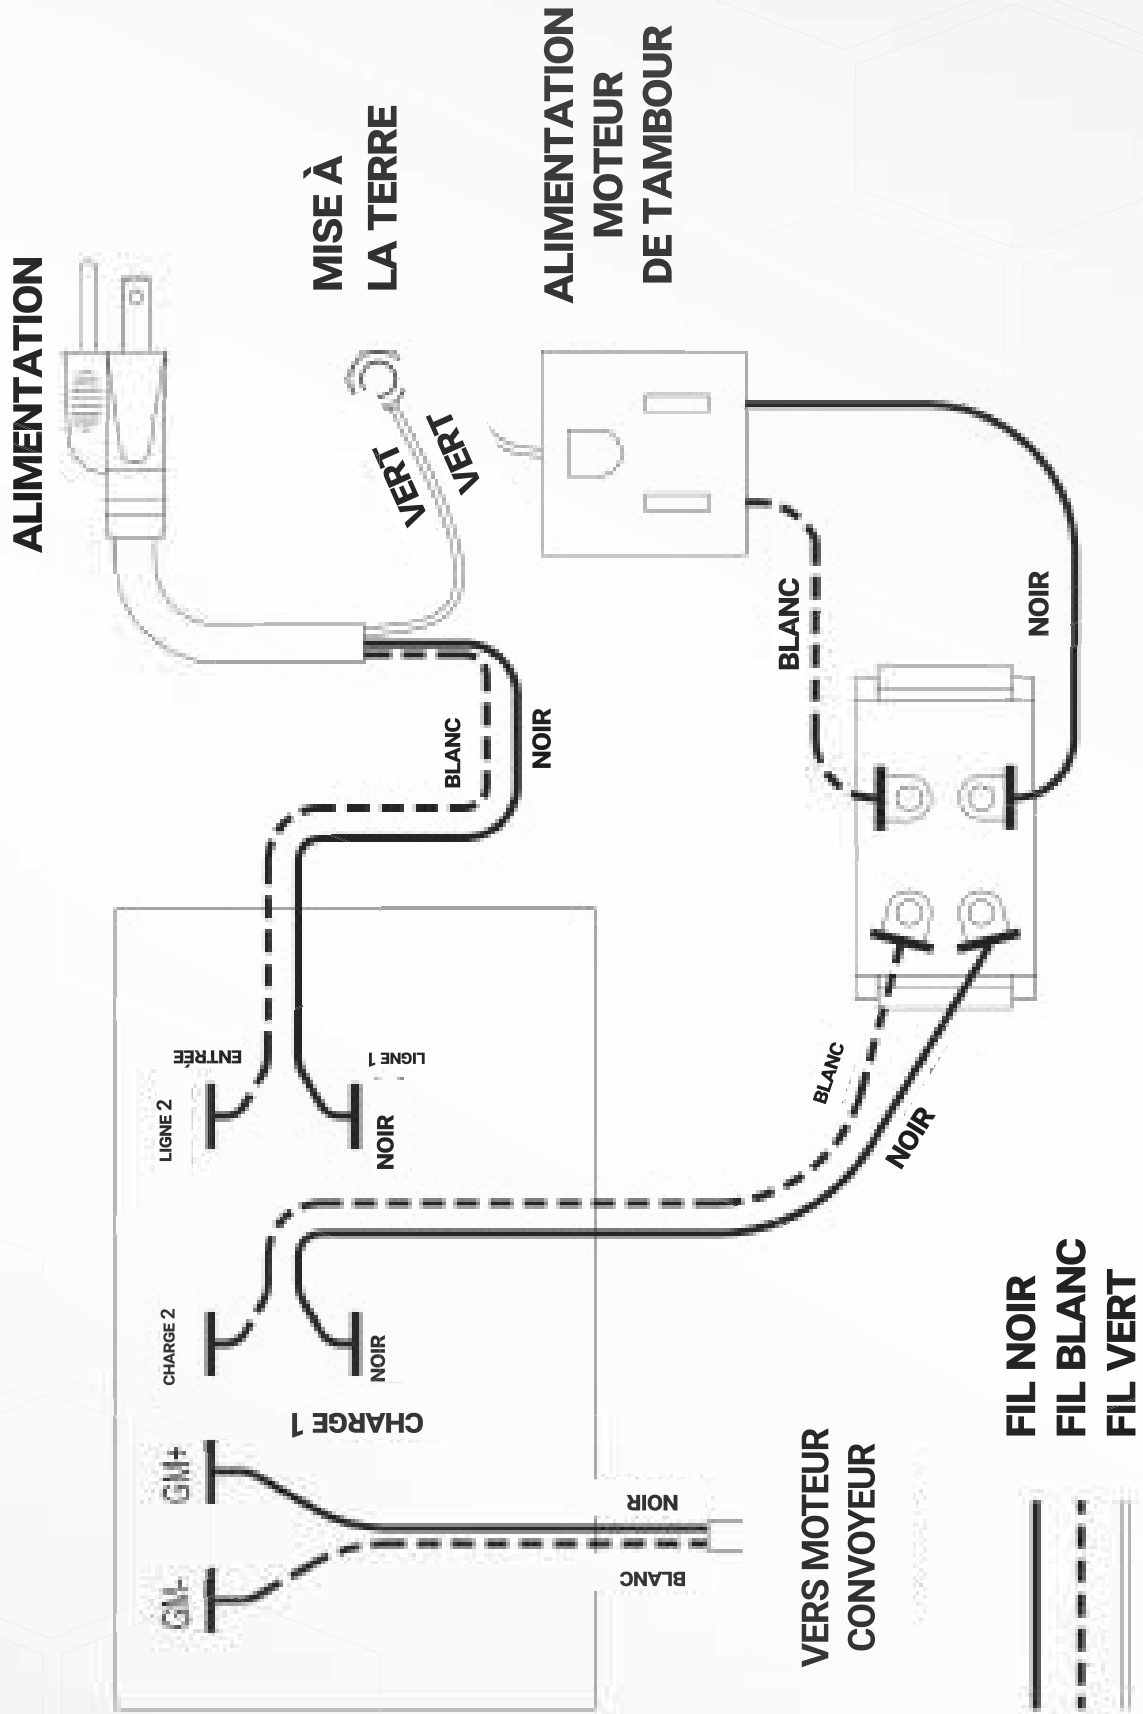 ALIMENTATION
MISE À
LA TERRE
ALIMENTATION
MOTEUR
DE TAMBOUR
VERT
VERT
BLANC
NOIR
BLANC
NOIR
ENTRÉE
LIGNE 2
LIGNE 1
NOIR
BLANC
NOIR
CHARGE 2
NOIR
CHARGE 1
GM+
GM-
NOIR
BLANC
VERS MOTEUR
CONVOYEUR
FIL NOIR
FIL BLANC
FIL VERT